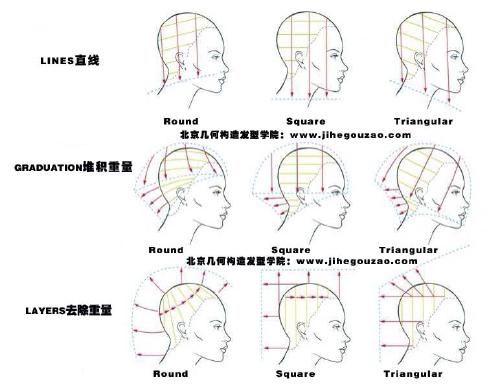 LINES直线
Round
Square
Triangular
北京几何构造发型学院：www.jihegouzao.com
GRADUATION堆积重量
Round
Square
Triangular
北京几何构造发型学院：www.jihegouzao.com
LAYERS去除重量
Round
Square
Triangular